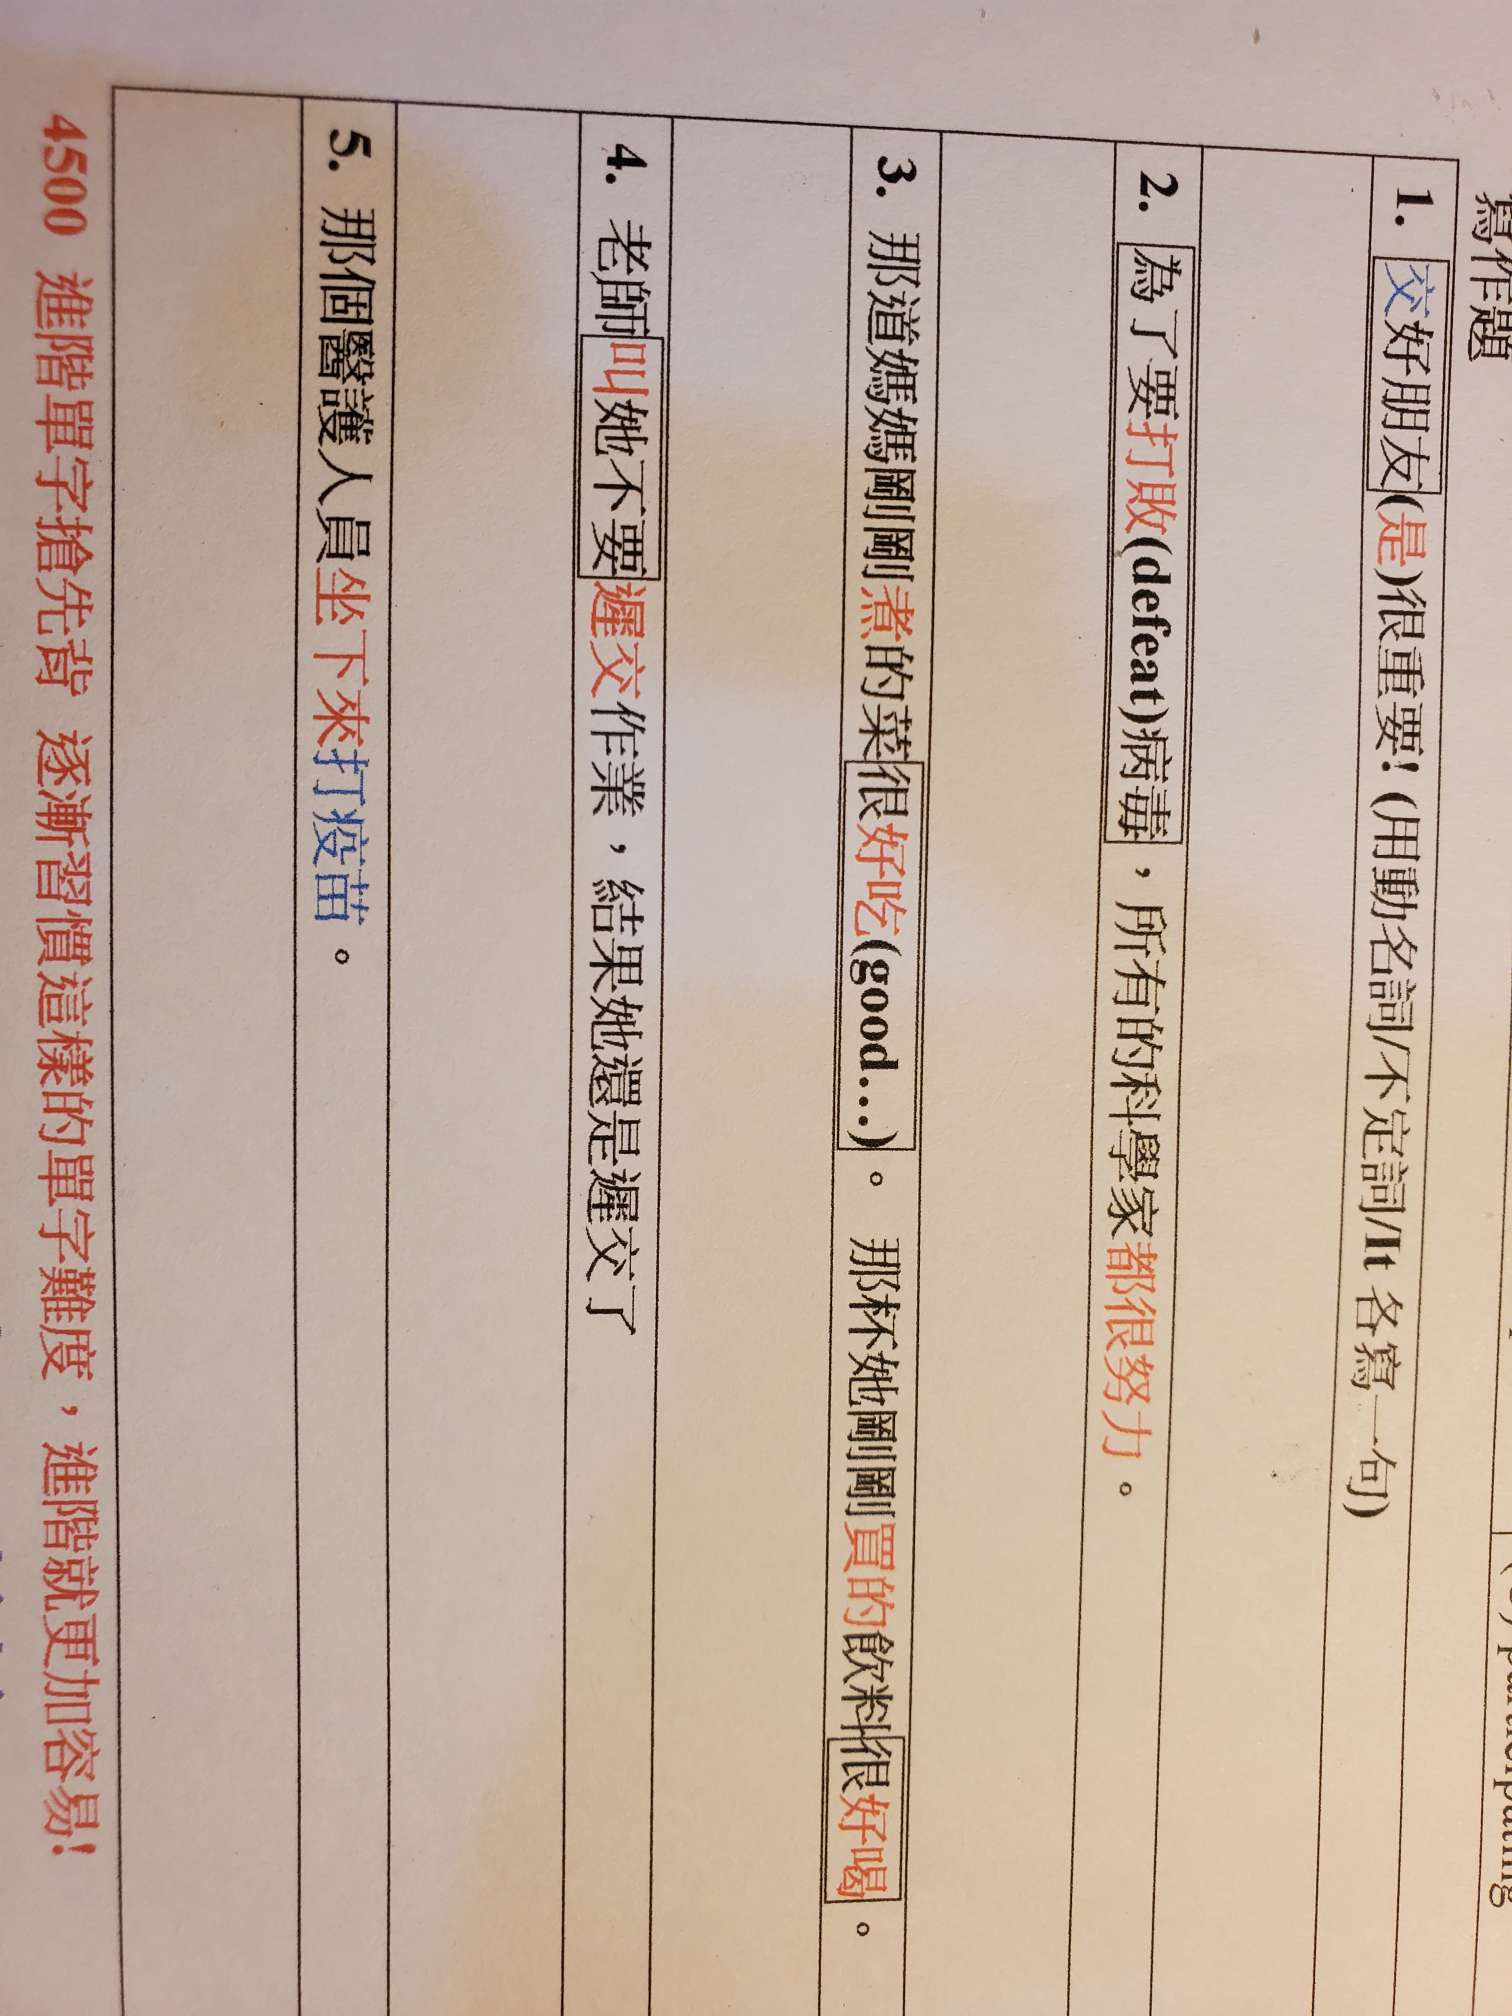 寫作題
participating
1. 交好朋友(是)很重要! (用動名詞/不定詞/It 各寫一句)
2. 為了要打敗(defeat)病毒，所有的科學家都很努力。
3. 那道媽媽剛剛煮的菜很好吃(good…)。 那杯她剛剛買的飲料很好喝。
4. 老師叫她不要遲交作業，結果她還是遲交了
5. 那個醫護人員坐下來打疫苗。
4500 進階單字搶先背 逐漸習慣這樣的單字難度，進階就更加容易!